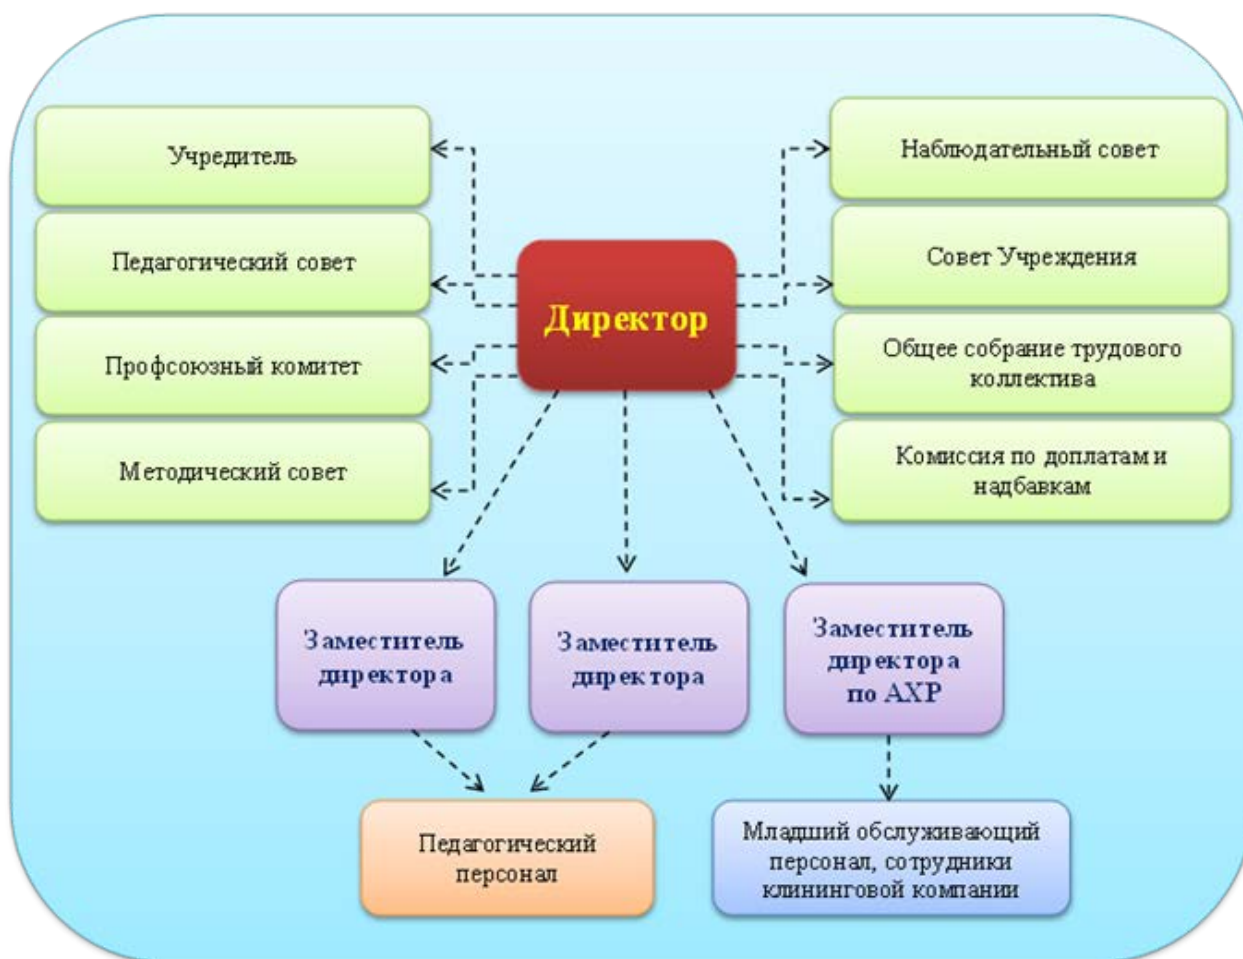 Учредитель
Педагогический совет
Профсоюзный комитет
Методический совет
Директор
Наблюдательный совет
Совет Учреждения
Общее собрание трудового
коллектива
Комиссия по доплатам и
надбавкам
Заместитель
директора
Заместитель
директора
Заместитель
директора
по АХР
Педагогический
персонал
Младший обслуживающий
персонал, сотрудники
клининговой компании